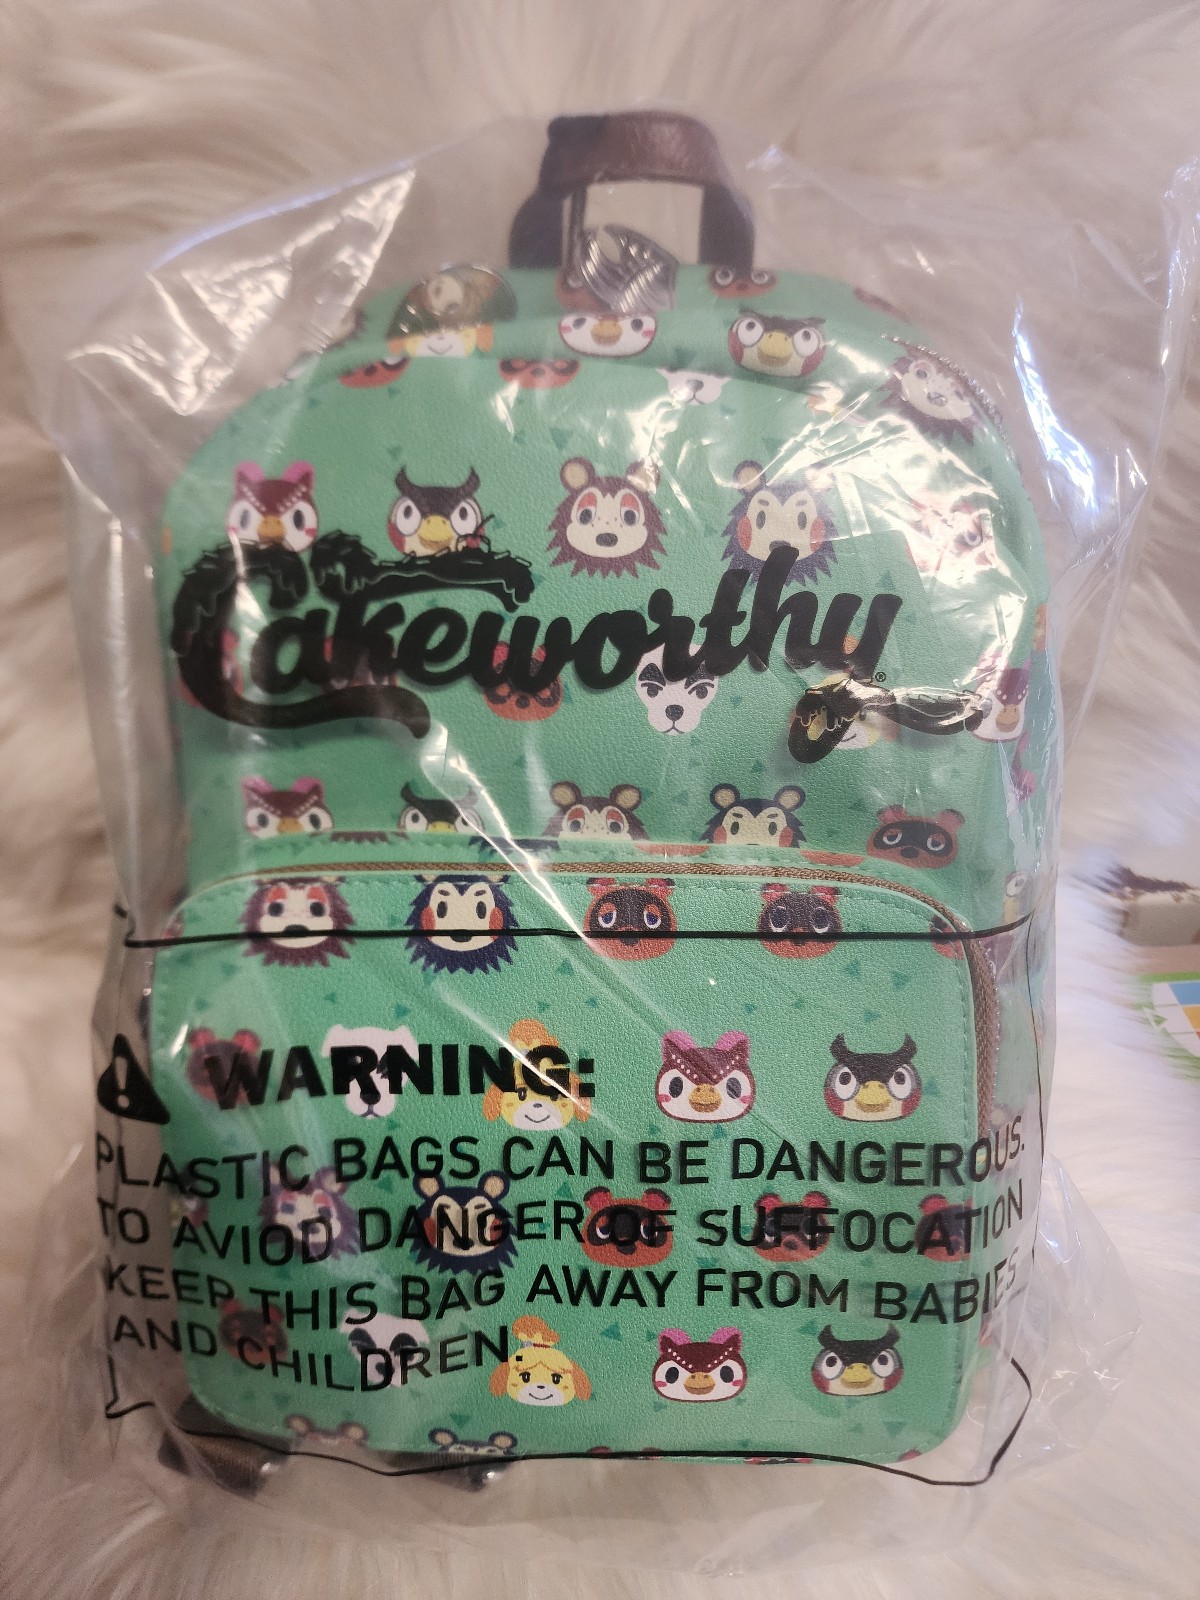 Cakeworthy®
WARNING:
PLASTIC BAGS CAN BE DANGEROUS.
TO AVIOD DANGER OF SUFFOCATION
KEEP THIS BAG AWAY FROM BABIES
AND CHILDREN.